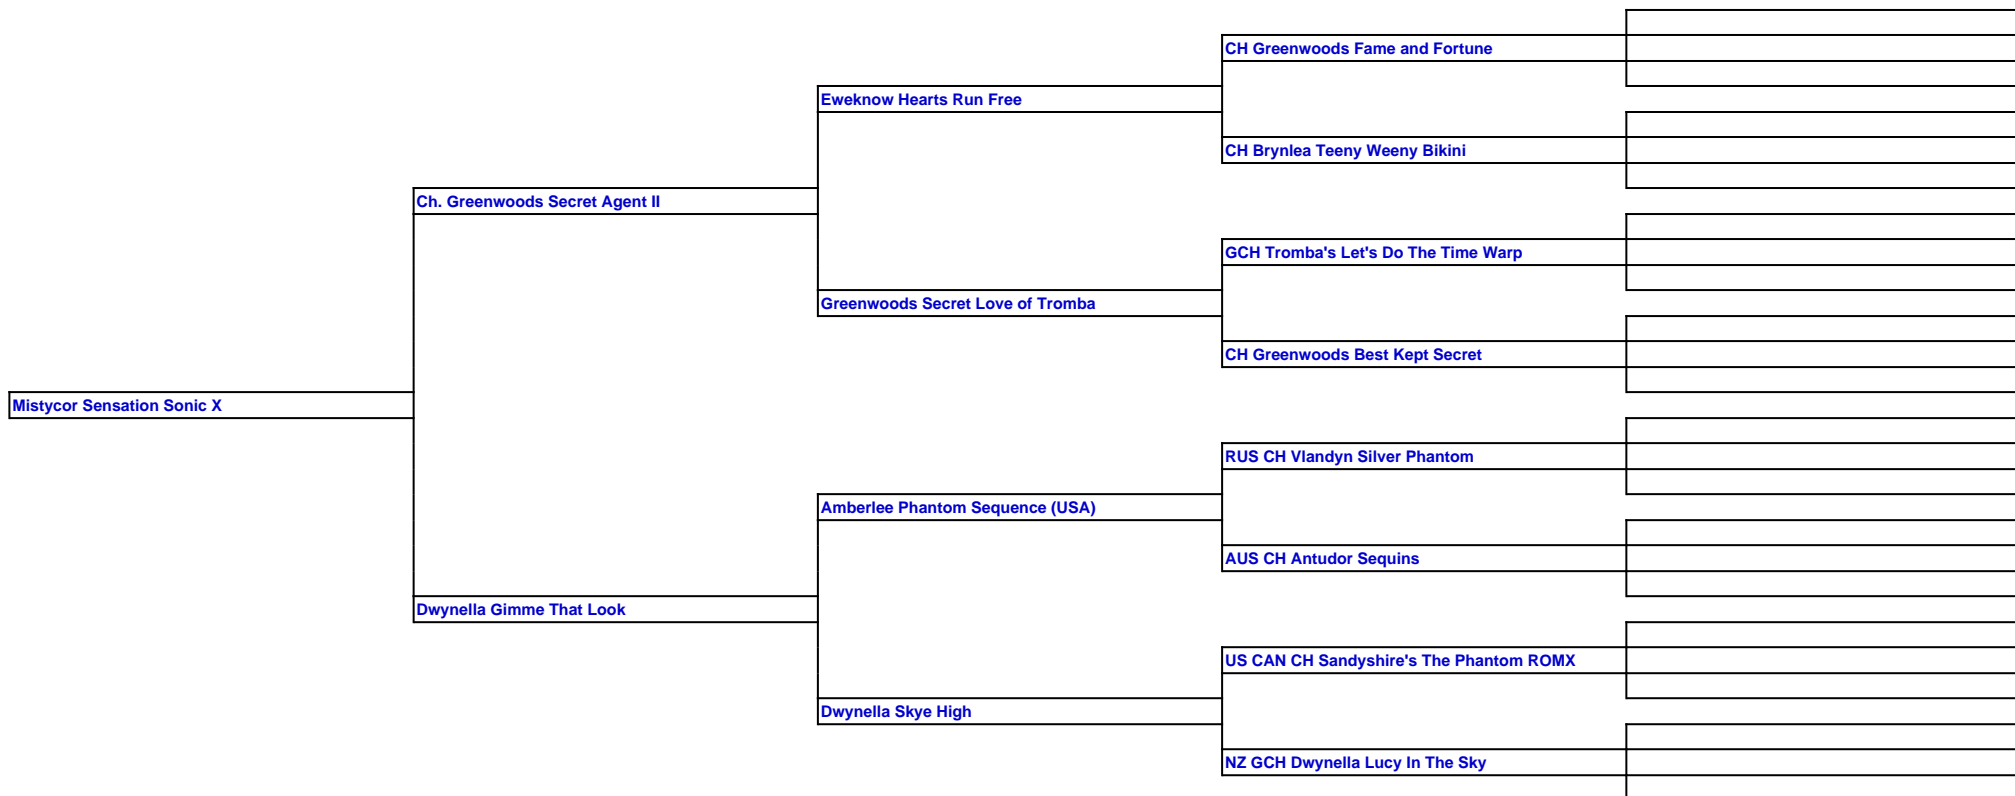 CH Greenwoods Fame and Fortune
Eweknow Hearts Run Free
CH Brynlea Teeny Weeny Bikini
Ch. Greenwoods Secret Agent II
GCH Tromba's Let's Do The Time Warp
Greenwoods Secret Love of Tromba
CH Greenwoods Best Kept Secret
Mistycor Sensation Sonic X
RUS CH Vlandyn Silver Phantom
Amberlee Phantom Sequence (USA)
AUS CH Antudor Sequins
Dwynella Gimme That Look
US CAN CH Sandyshire's The Phantom ROMX
Dwynella Skye High
NZ GCH Dwynella Lucy In The Sky